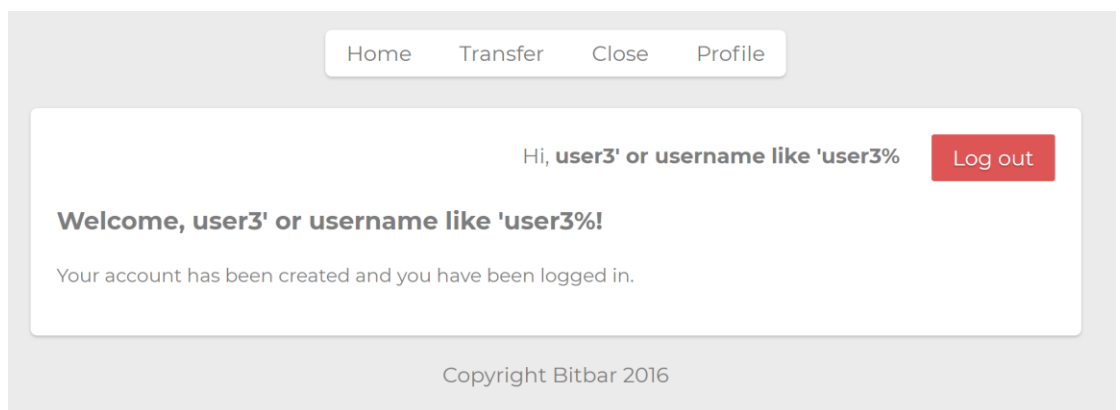 Home Transfer Close Profile
Hi, user3' or username like 'user3% Log out
Welcome, user3' or username like 'user3%!
Your account has been created and you have been logged in.
Copyright Bitbar 2016